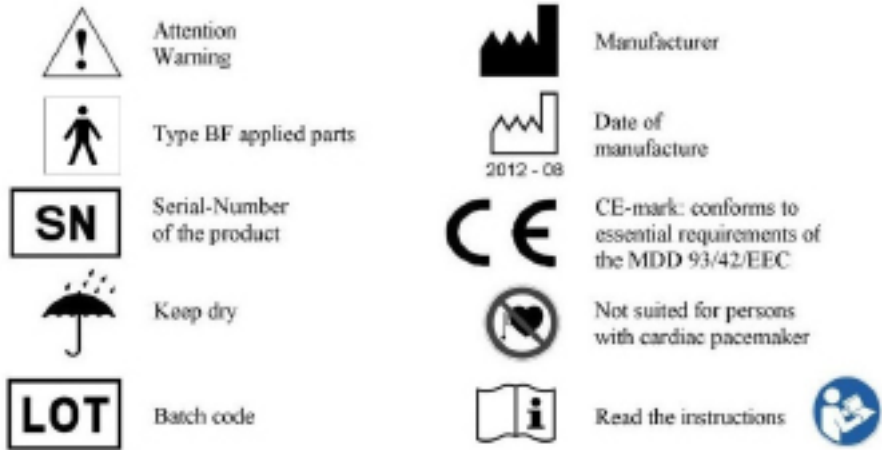 Attention
Warning
Manufacturer
Type BF applied parts
Date of
manufacture
2012 - 08
SN
Serial-Number
of the product
CE
CE-mark: conforms to
essential requirements of
the MDD 93/42/EEC
Keep dry
Not suited for persons
with cardiac pacemaker
LOT
Batch code
i
Read the instructions